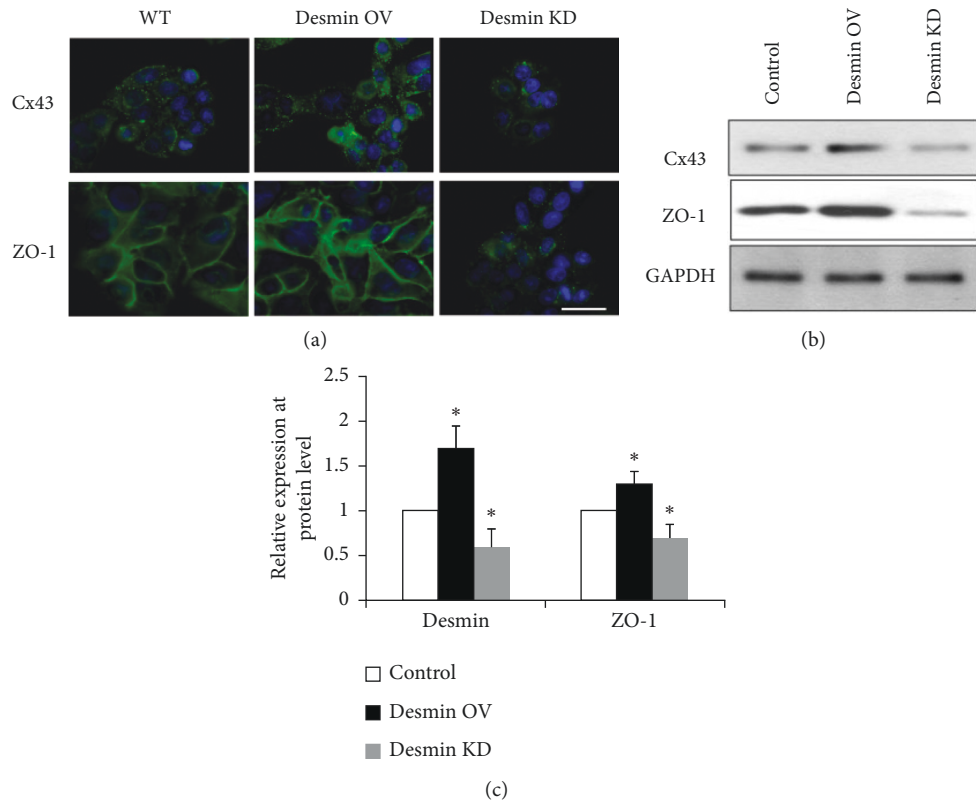 WT
Desmin OV
Desmin KD
Cx43
ZO-1
(a)
Control
Desmin OV
Desmin KD
Cx43
ZO-1
GAPDH
(b)
Relative expression at
protein level
2.5
2
1.5
1
0.5
0
*
*
*
*
Desmin
ZO-1
Control
Desmin OV
Desmin KD
(c)